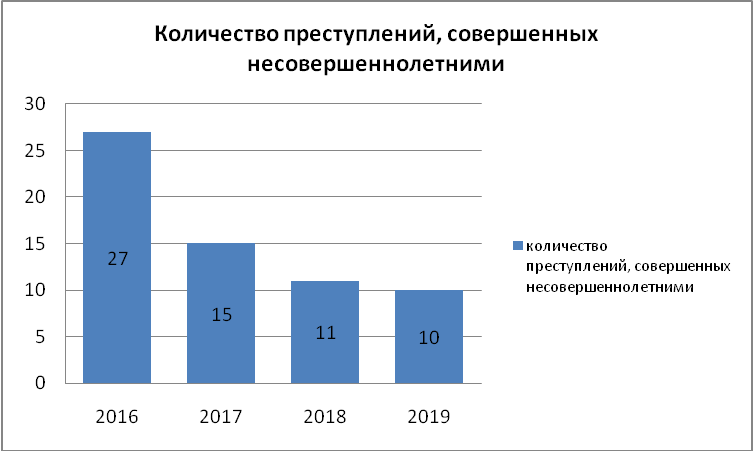 Количество преступлений, совершенных
несовершеннолетними
30
25
20
15
10
5
0
27
15
11
10
2016 2017 2018 2019
количество
преступлений, совершенных
несовершеннолетними